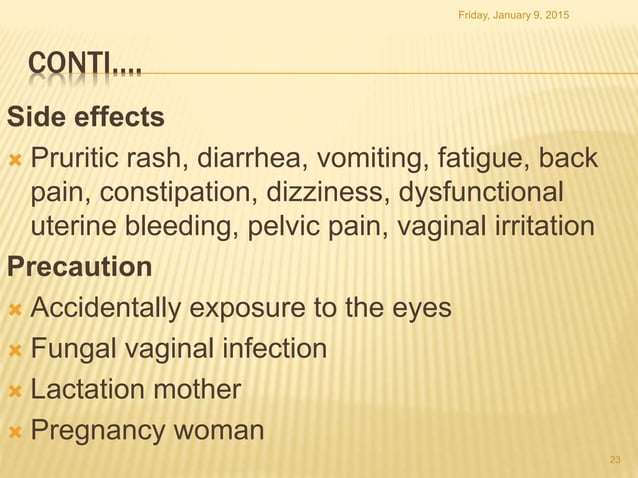 Friday, January 9, 2015
CONTI....
Side effects
Pruritic rash, diarrhea, vomiting, fatigue, back
pain, constipation, dizziness, dysfunctional
uterine bleeding, pelvic pain, vaginal irritation
Precaution
Accidentally exposure to the eyes
Fungal vaginal infection
Lactation mother
Pregnancy woman
23